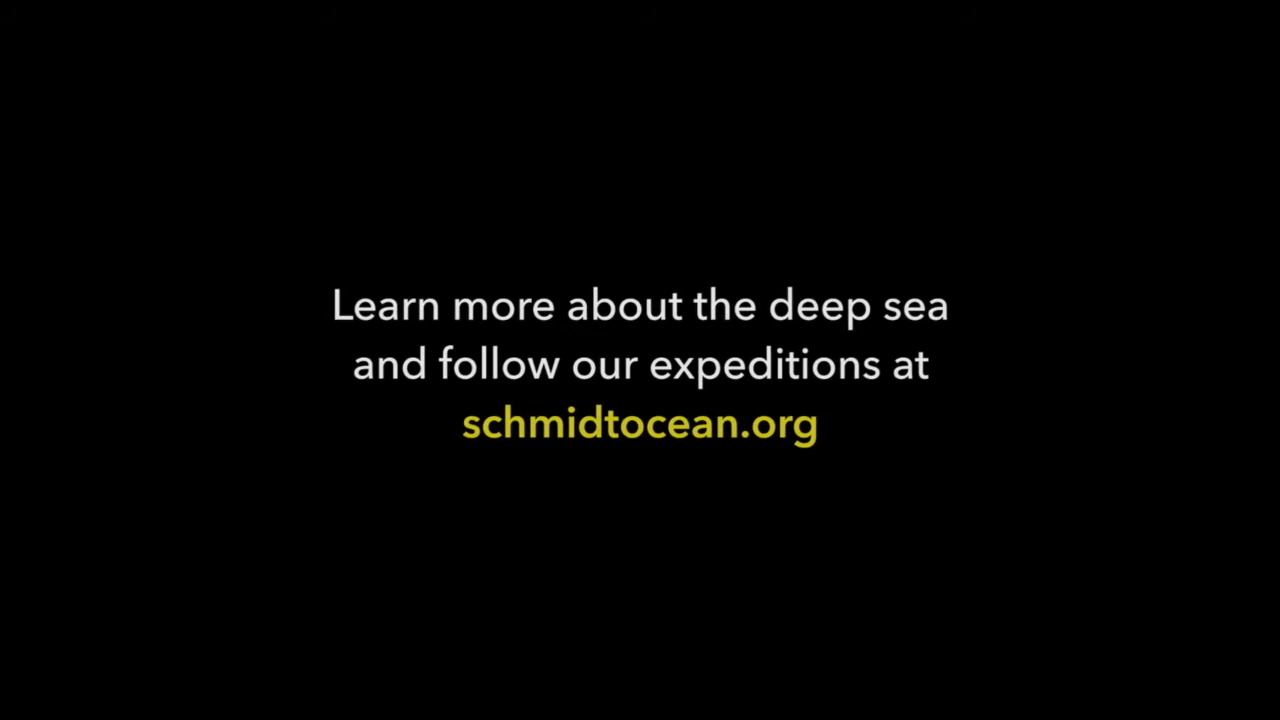 Learn more about the deep sea
and follow our expeditions at
schmidtocean.org